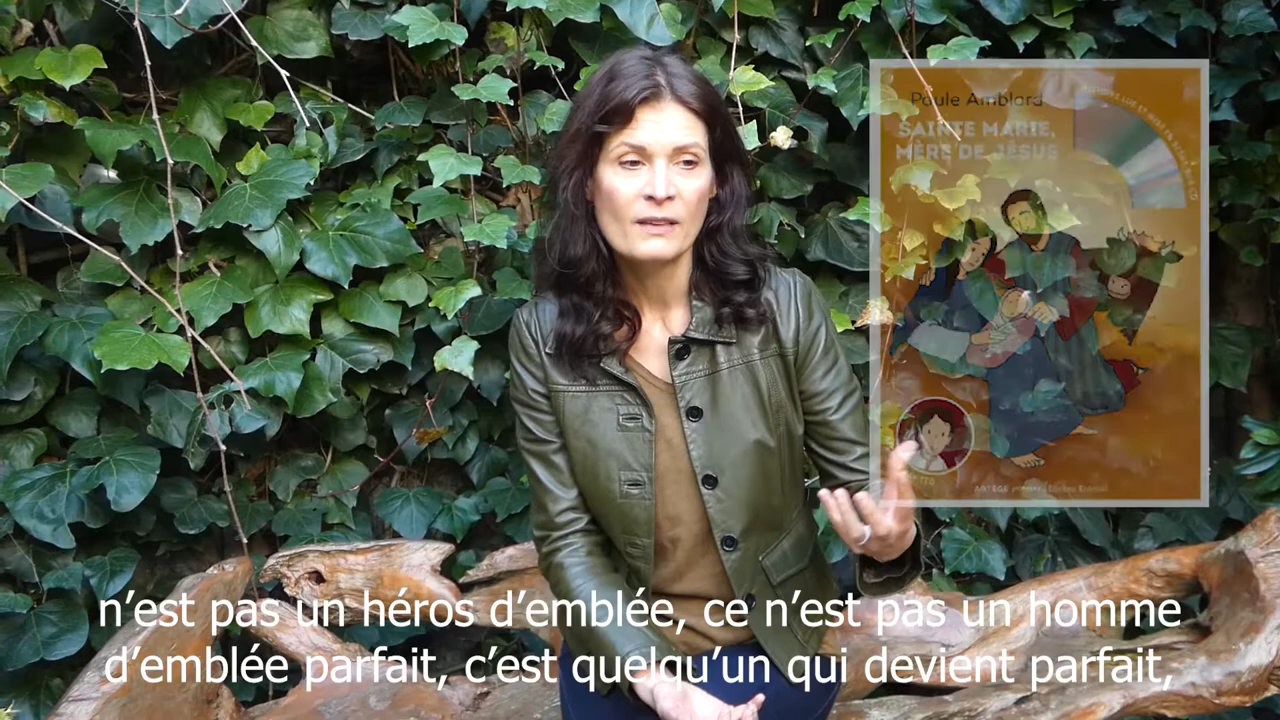 Paule Amblard
SAINTE MARIE,
MÈRE DE JÉSUS
n’est pas un héros d’emblée, ce n’est pas un homme
d’emblée parfait, c’est quelqu’un qui devient parfait,